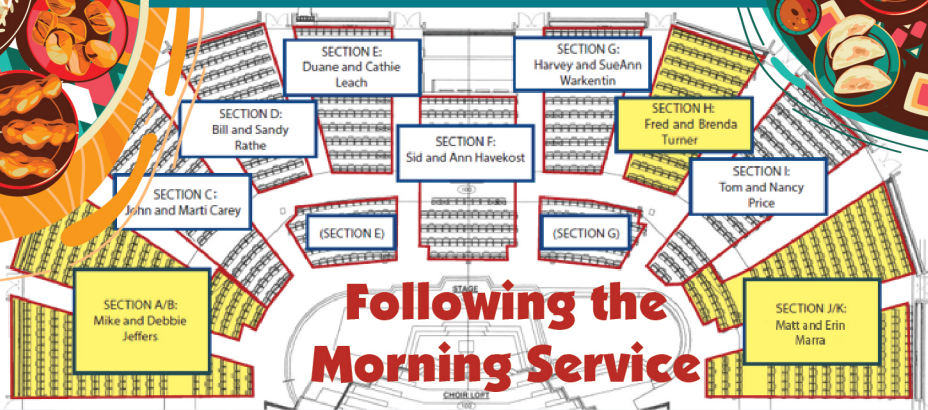 SECTION E:
Duane and Cathie
Leach
SECTION G:
Harvey and SueAnn
Warkentin
SECTION D:
Bill and Sandy
Rathe
SECTION F:
Sid and Ann Havekost
SECTION H:
Fred and Brenda
Turner
SECTION C:
John and Marti Carey
SECTION I:
Tom and Nancy
Price
(SECTION E)
(SECTION G)
SECTION A/B:
Mike and Debbie
Jeffers
SECTION J/K:
Matt and Erin
Marra
STAGE
Following the
Morning Service
CHOIR LOFT
100
100